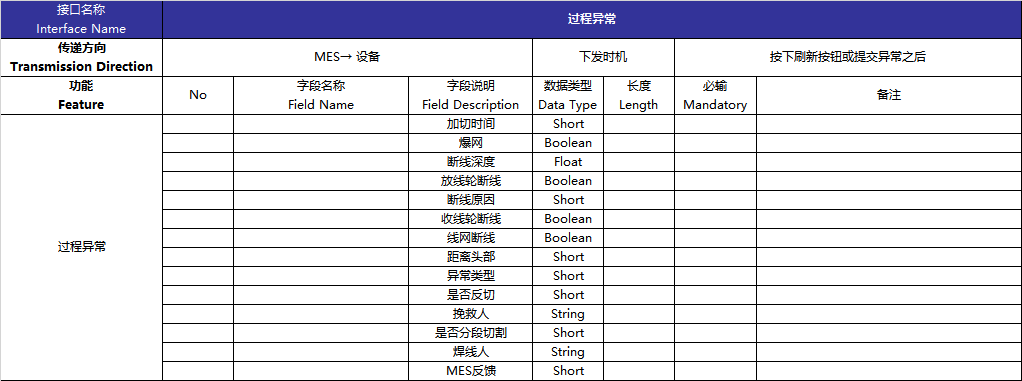 接口名称
Interface Name
过程异常
传递方向
Transmission Direction
MES→ 设备
下发时机
按下刷新按钮或提交异常之后
功能
Feature
No
字段名称
Field Name
字段说明
Field Description
数据类型
Data Type
长度
Length
必输
Mandatory
备注
过程异常
加切时间 Short
爆网 Boolean
断线深度 Float
放线轮断线 Boolean
断线原因 Short
收线轮断线 Boolean
线网断线 Boolean
距离头部 Short
异常类型 Short
是否反切 Short
挽救人 String
是否分段切割 Short
焊线人 String
MES反馈 Short